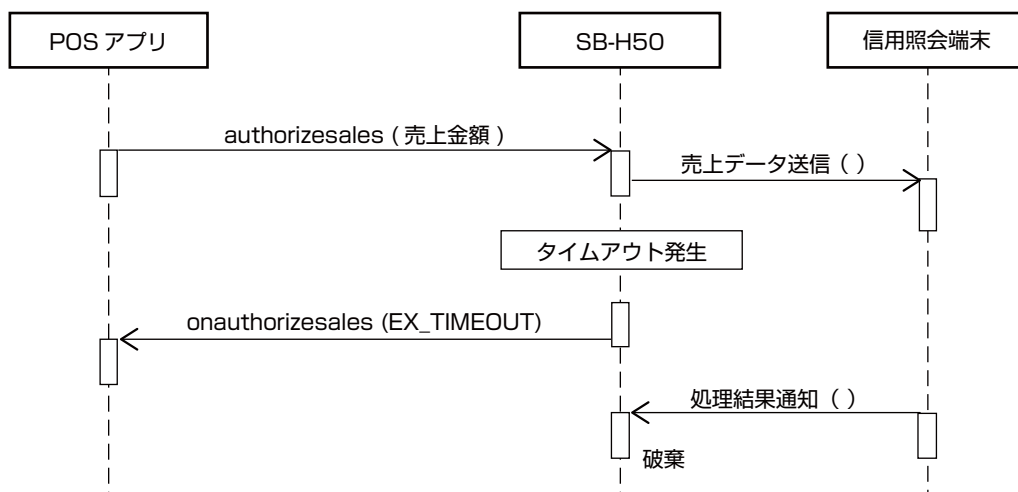 POS アプリ
SB-H50
信用照会端末
authorizesales ( 売上金額 )
売上データ送信 ( )
タイムアウト発生
onauthorizesales (EX_TIMEOUT)
処理結果通知 ( )
破棄